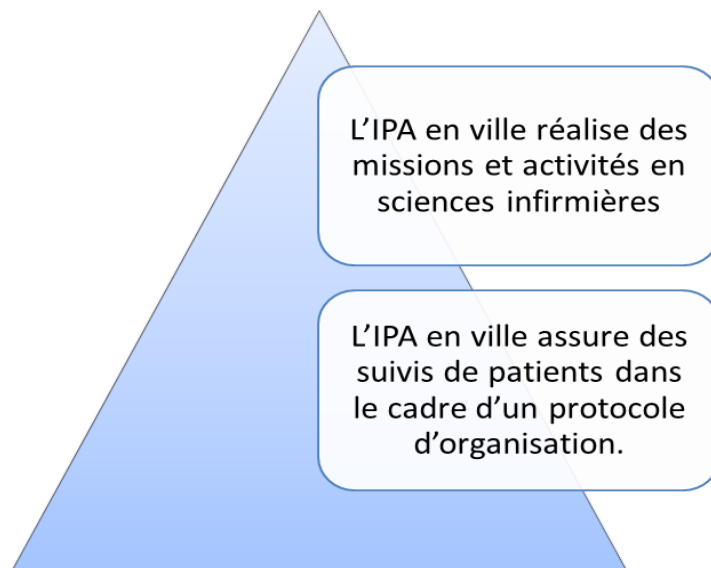 L’IPA en ville réalise des
missions et activités en
sciences infirmières
L’IPA en ville assure des
suivis de patients dans
le cadre d’un protocole
d’organisation.